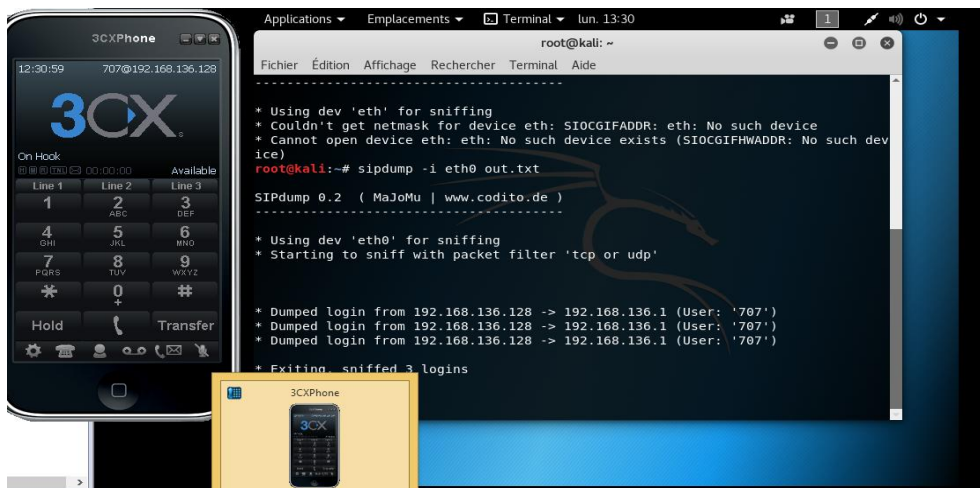 Applications Emplacements Terminal lun. 13:30 1
root@kali: ~
Fichier Édition Affichage Rechercher Terminal Aide
----------------------------------------
* Using dev 'eth' for sniffing
* Couldn't get netmask for device eth: SIOCGIFADDR: eth: No such device
* Cannot open device eth: eth: No such device exists (SIOCGIFHWADDR: No such dev
ice)
root@kali:~# sipdump -i eth0 out.txt
SIPdump 0.2 ( MaJoMu | www.codito.de )
----------------------------------------
* Using dev 'eth0' for sniffing
* Starting to sniff with packet filter 'tcp or udp'
* Dumped login from 192.168.136.128 -> 192.168.136.1 (User: '707')
* Dumped login from 192.168.136.128 -> 192.168.136.1 (User: '707')
* Dumped login from 192.168.136.128 -> 192.168.136.1 (User: '707')
* Exiting, sniffed 3 logins
3CXPhone
12:30:59 707@192.168.136.128
3CX
On Hook
00:00:00 Available
Line 1 Line 2 Line 3
1 2 3
ABC DEF
4 5 6
GHI JKL MNO
7 8 9
PQRS TUV WXYZ
* 0 #
+
Hold Transfer
3CXPhone